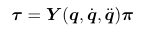 τ = Y(q, q̇, q̈)π